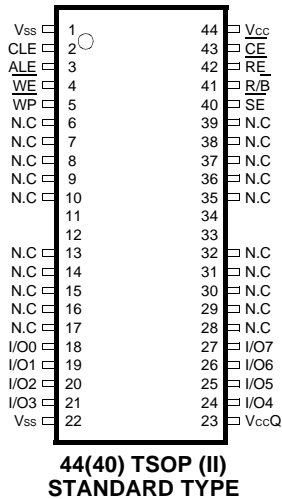 Vss 1 44 Vcc
CLE 2 43 CE
ALE 3 42 RE
WE 4 41 R/B
WP 5 40 SE
N.C 6 39 N.C
N.C 7 38 N.C
N.C 8 37 N.C
N.C 9 36 N.C
N.C 10 35 N.C
11 34
12 33
N.C 13 32 N.C
N.C 14 31 N.C
N.C 15 30 N.C
N.C 16 29 N.C
N.C 17 28 N.C
I/O0 18 27 I/O7
I/O1 19 26 I/O6
I/O2 20 25 I/O5
I/O3 21 24 I/O4
Vss 22 23 VccQ
44(40) TSOP (II)
STANDARD TYPE